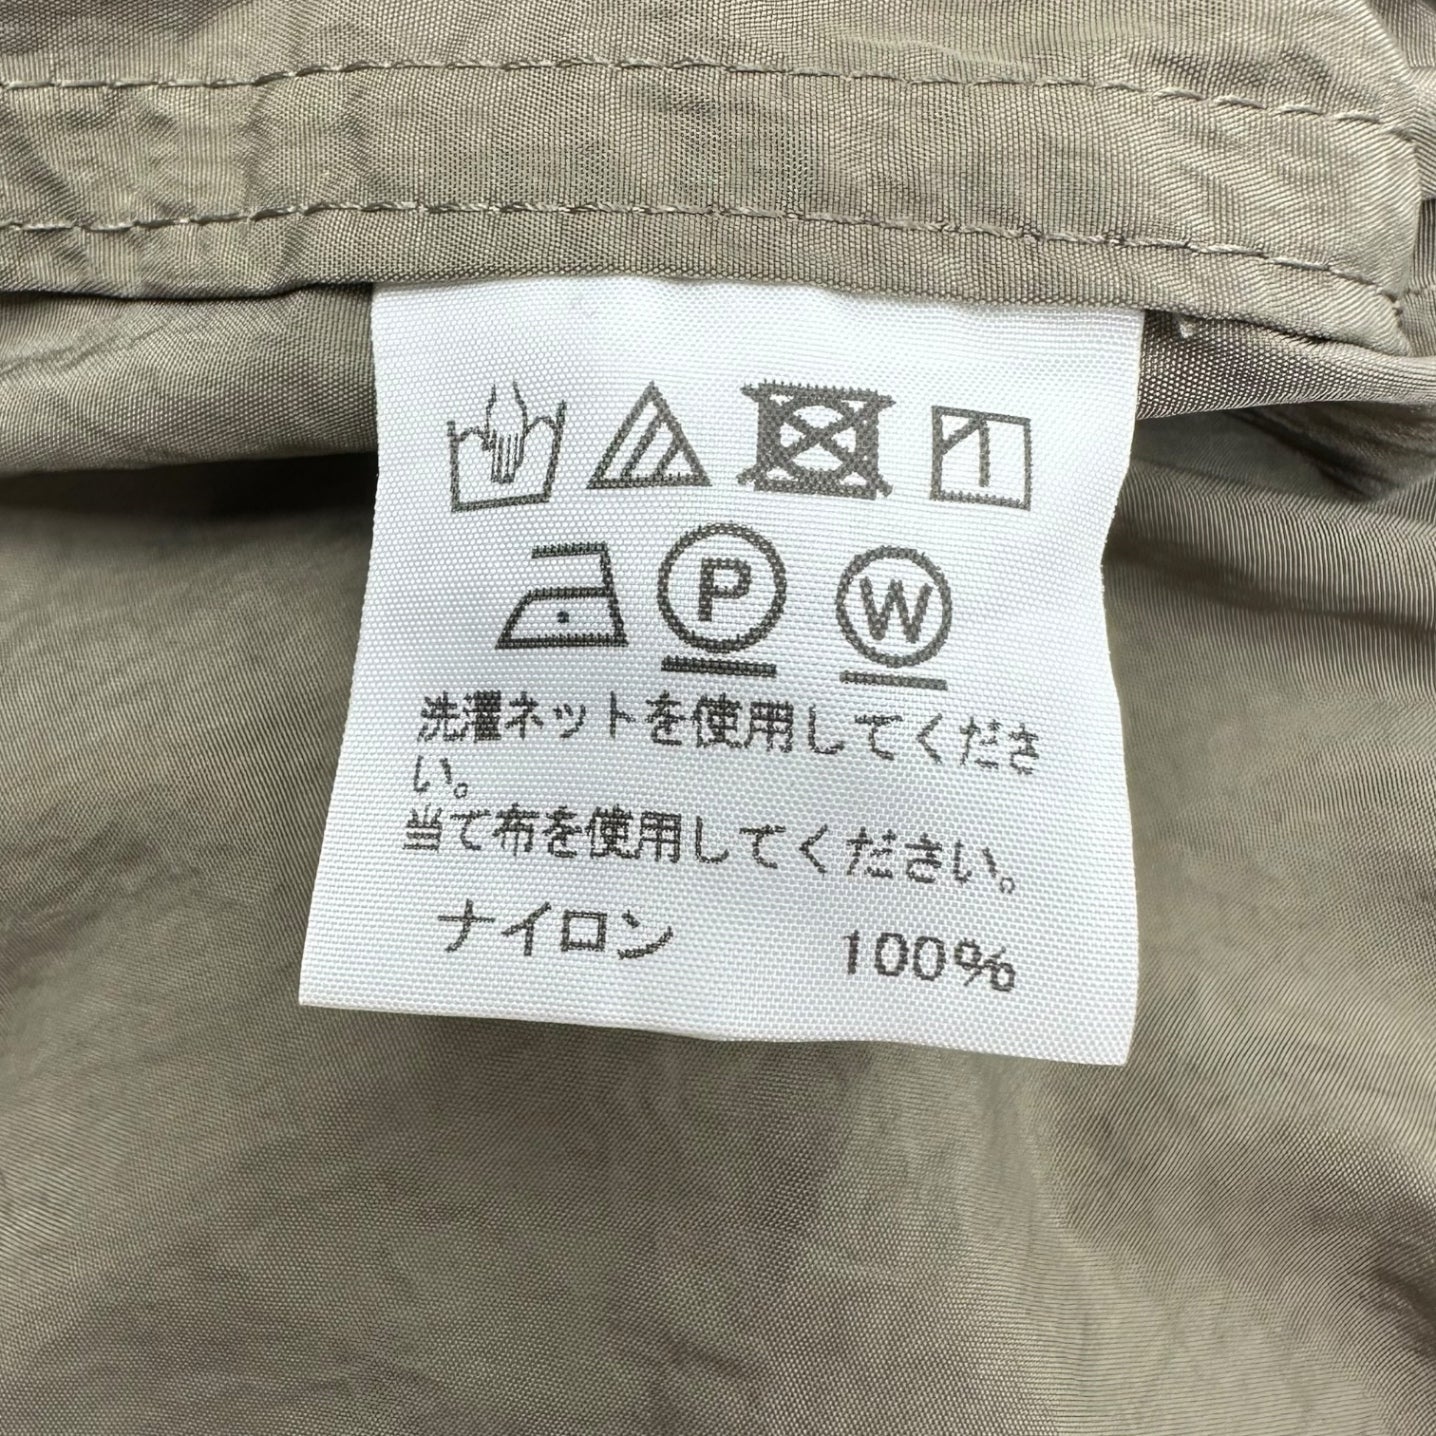 P W
洗濯ネットを使用してくださ
い。
当て布を使用してください。
ナイロン 100%